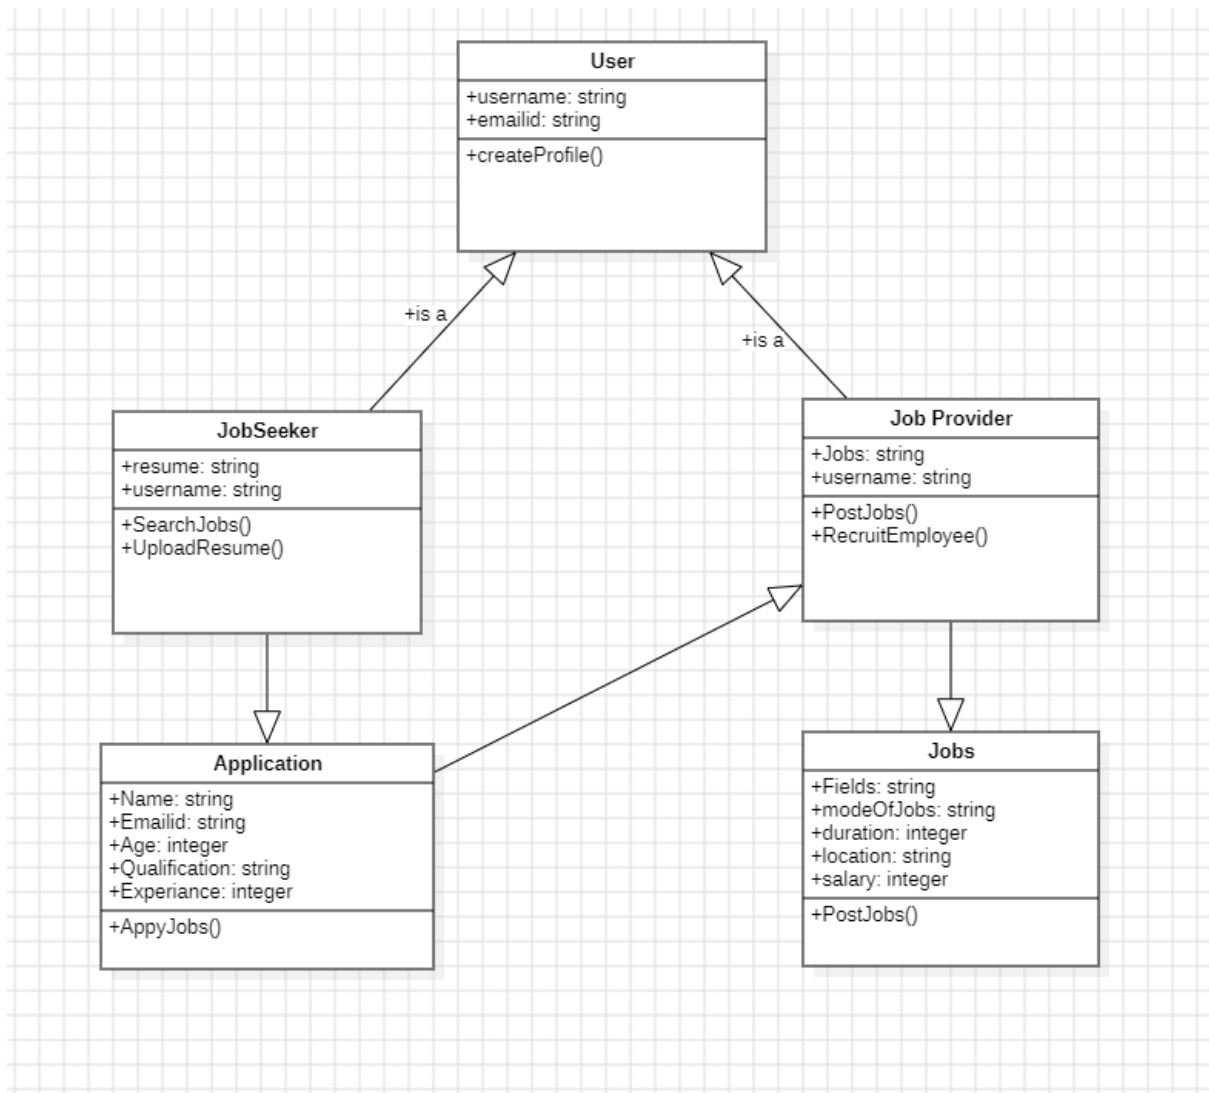 User
+username: string
+emailid: string
+createProfile()
+is a
+is a
JobSeeker
+resume: string
+username: string
+SearchJobs()
+UploadResume()
Job Provider
+Jobs: string
+username: string
+PostJobs()
+RecruitEmployee()
Application
+Name: string
+Emailid: string
+Age: integer
+Qualification: string
+Experiance: integer
+AppyJobs()
Jobs
+Fields: string
+modeOfJobs: string
+duration: integer
+location: string
+salary: integer
+PostJobs()